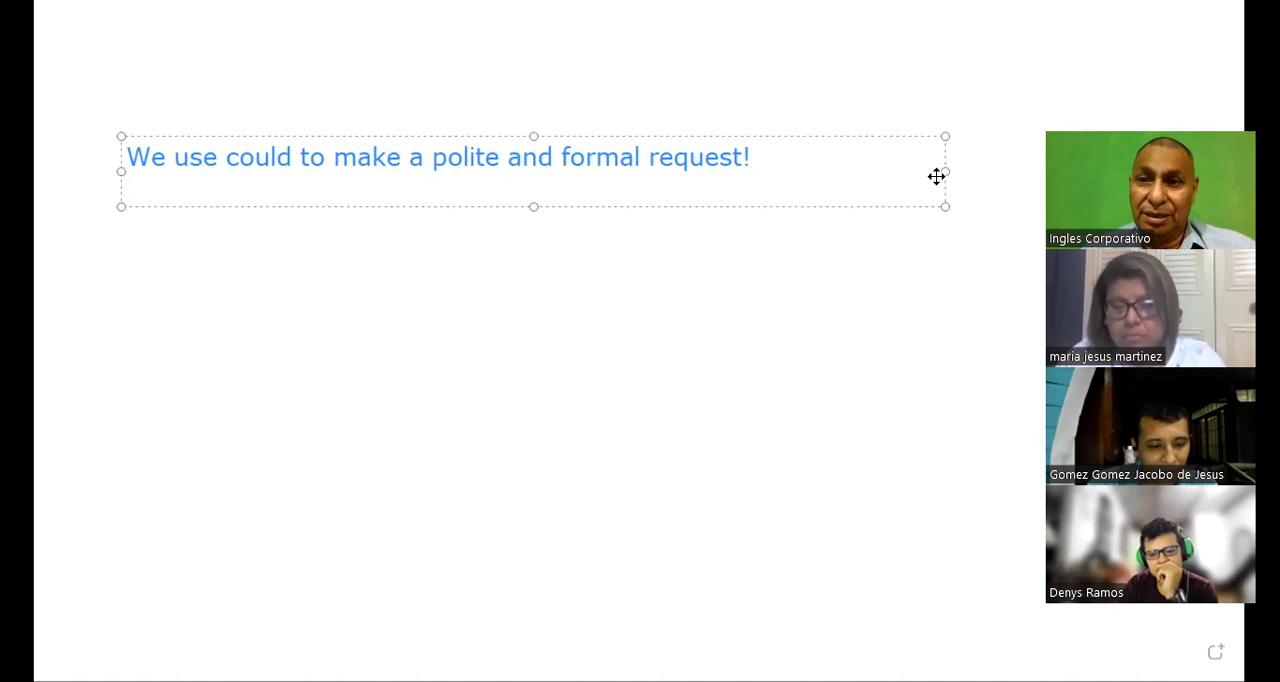 We use could to make a polite and formal request!
Ingles Corporativo
maria jesus martinez
Gomez Gomez Jacobo de Jesus
Denys Ramos